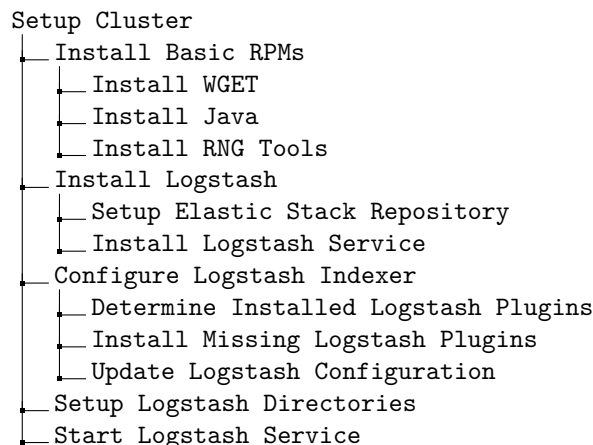 Setup Cluster
Install Basic RPMs
Install WGET
Install Java
Install RNG Tools
Install Logstash
Setup Elastic Stack Repository
Install Logstash Service
Configure Logstash Indexer
Determine Installed Logstash Plugins
Install Missing Logstash Plugins
Update Logstash Configuration
Setup Logstash Directories
Start Logstash Service